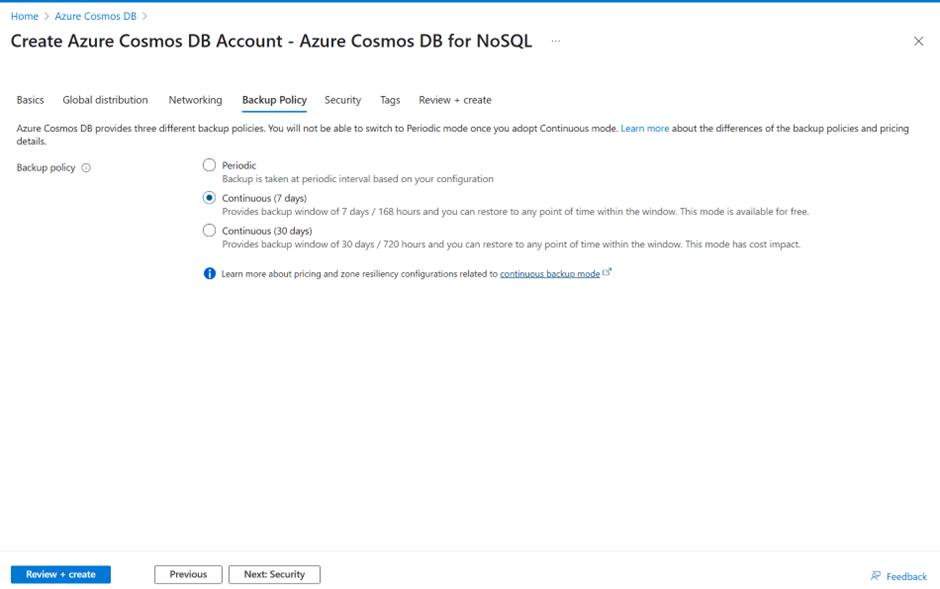 Home > Azure Cosmos DB >
Create Azure Cosmos DB Account - Azure Cosmos DB for NoSQL ...
Basics Global distribution Networking Backup Policy Security Tags Review + create
Azure Cosmos DB provides three different backup policies. You will not be able to switch to Periodic mode once you adopt Continuous mode. Learn more about the differences of the backup policies and pricing
details.
Backup policy
Periodic
Backup is taken at periodic interval based on your configuration
Continuous (7 days)
Provides backup window of 7 days / 168 hours and you can restore to any point of time within the window. This mode is available for free.
Continuous (30 days)
Provides backup window of 30 days / 720 hours and you can restore to any point of time within the window. This mode has cost impact.
Learn more about pricing and zone resiliency configurations related to continuous backup mode
Review + create Previous Next: Security Feedback